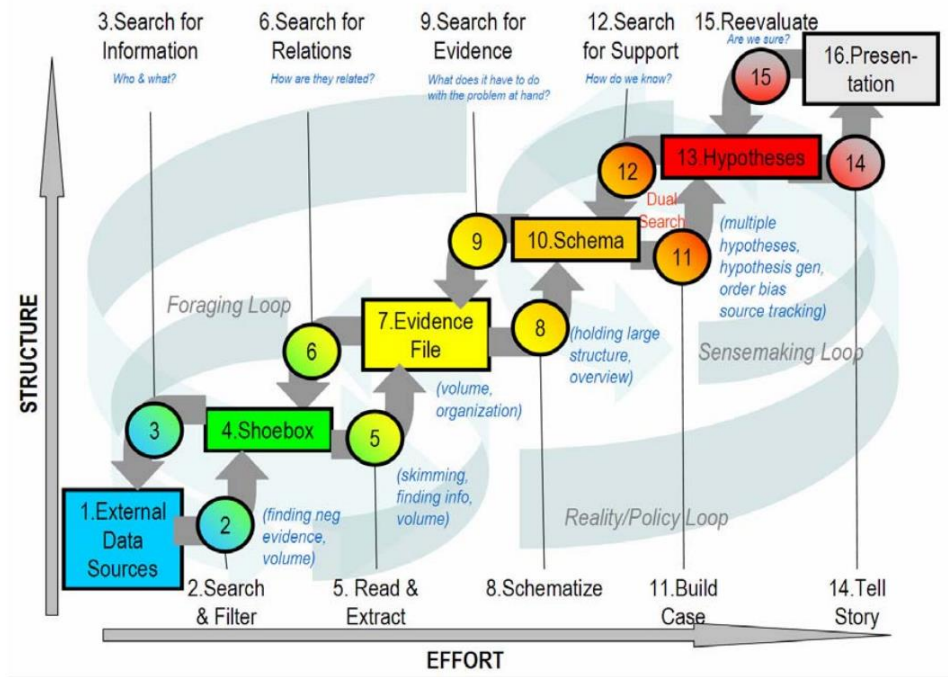 3.Search for
Information
Who & what?
6.Search for
Relations
How are they related?
9.Search for
Evidence
What does it have to do
with the problem at hand?
12.Search
for Support
How do we know?
15.Reevaluate
Are we sure?
16.Presen-
tation
15
14
13.Hypotheses
12
Dual
Search
11
(multiple
hypotheses,
hypothesis gen,
order bias
source tracking)
10.Schema
9
8
(holding large
structure,
overview)
Foraging Loop
7.Evidence
File
6
(volume,
organization)
Sensemaking Loop
4.Shoebox
3
5
(skimming,
finding info,
volume)
1.External
Data
Sources
2
(finding neg
evidence,
volume)
Reality/Policy Loop
2.Search
& Filter
5. Read &
Extract
8.Schematize
11.Build
Case
14.Tell
Story
STRUCTURE
EFFORT